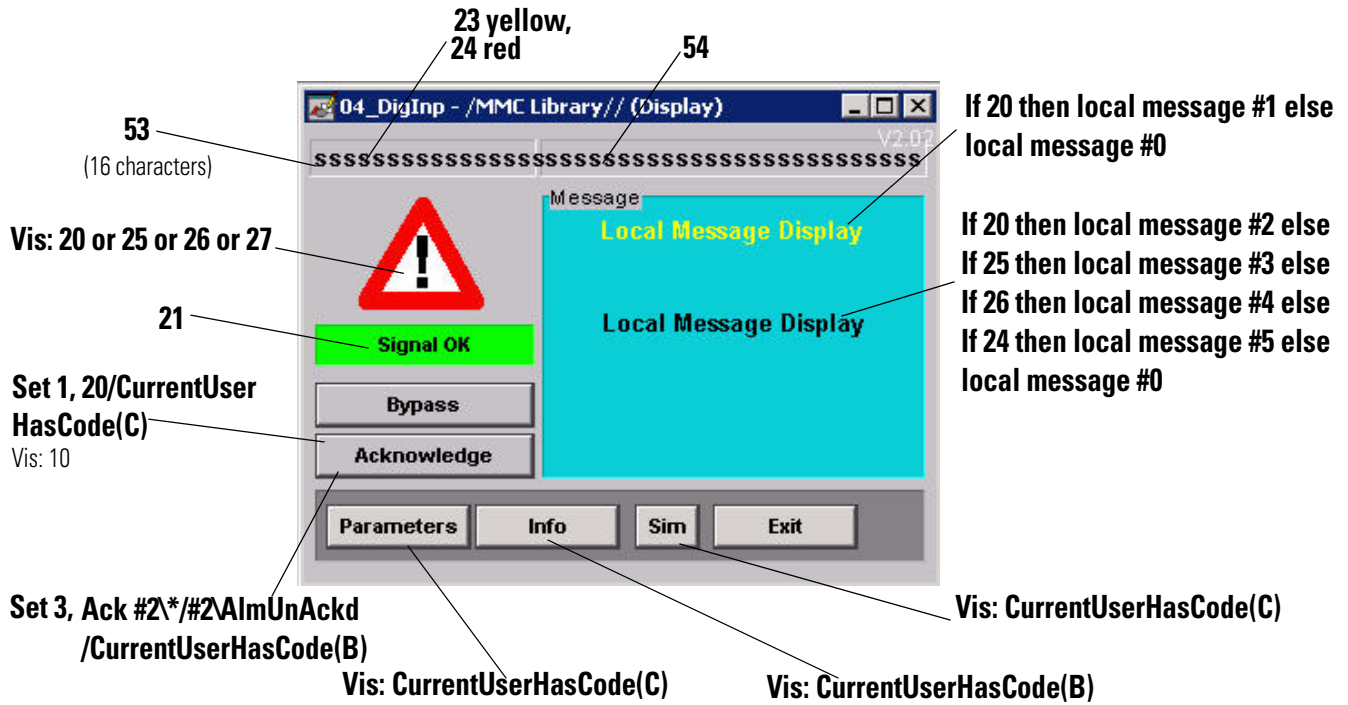 23 yellow,
24 red
54
04_DigInp - /MMC Library// (Display)
V2.02
53
(16 characters)
ssssssssssssssss
ssssssssssssssssssssssssss
If 20 then local message #1 else
local message #0
Message
Local Message Display
Vis: 20 or 25 or 26 or 27
!
If 20 then local message #2 else
If 25 then local message #3 else
If 26 then local message #4 else
If 24 then local message #5 else
local message #0
Local Message Display
21
Signal OK
Set 1, 20/CurrentUser
HasCode(C)
Vis: 10
Bypass
Acknowledge
Parameters
Info
Sim
Exit
Set 3, Ack #2\*/#2\AlmUnAckd
/CurrentUserHasCode(B)
Vis: CurrentUserHasCode(C)
Vis: CurrentUserHasCode(C)
Vis: CurrentUserHasCode(B)